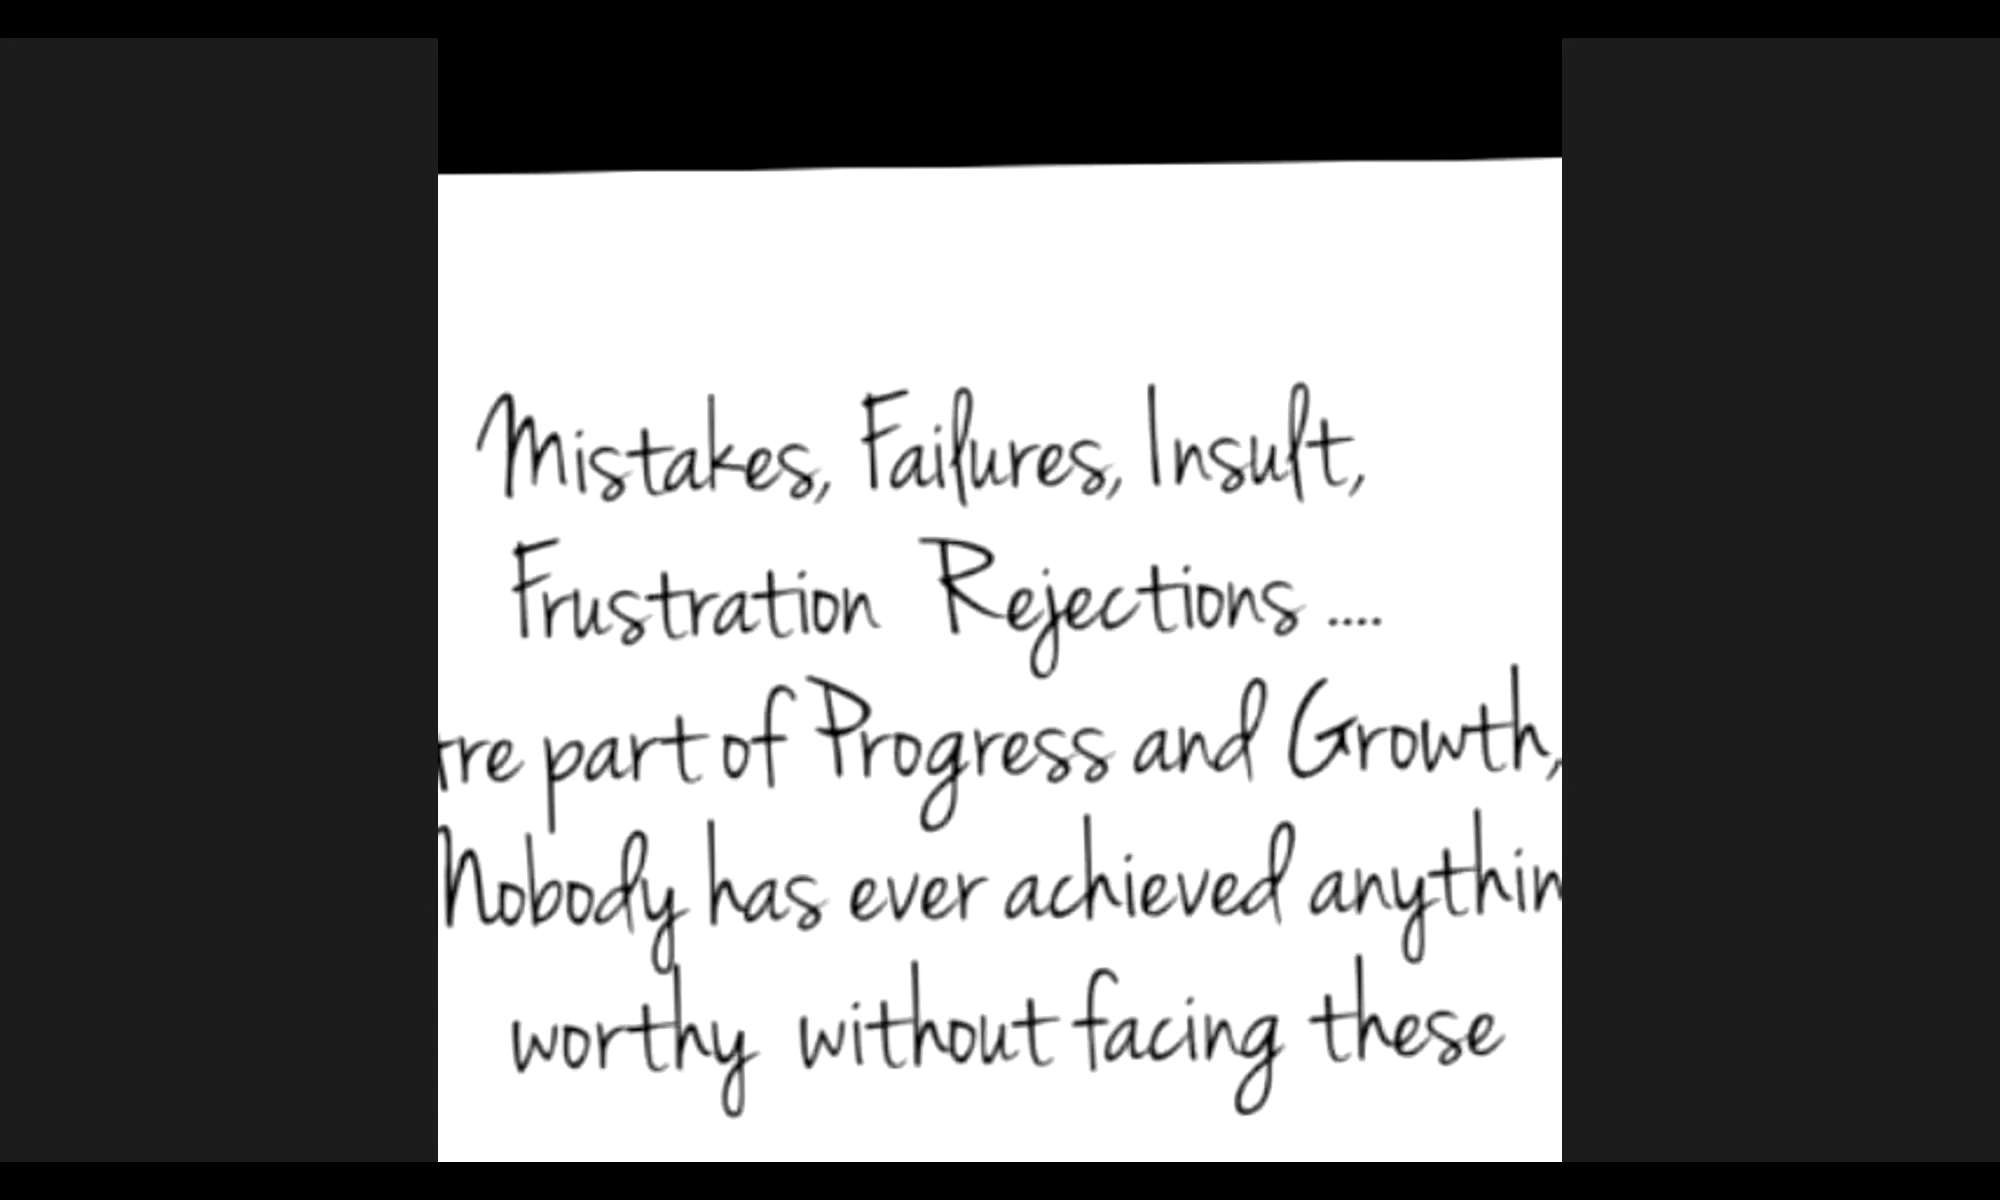 Mistakes, Failures, Insult,
Frustration Rejections ....
re part of Progress and Growth,
Nobody has ever achieved anythin
worthy without facing these